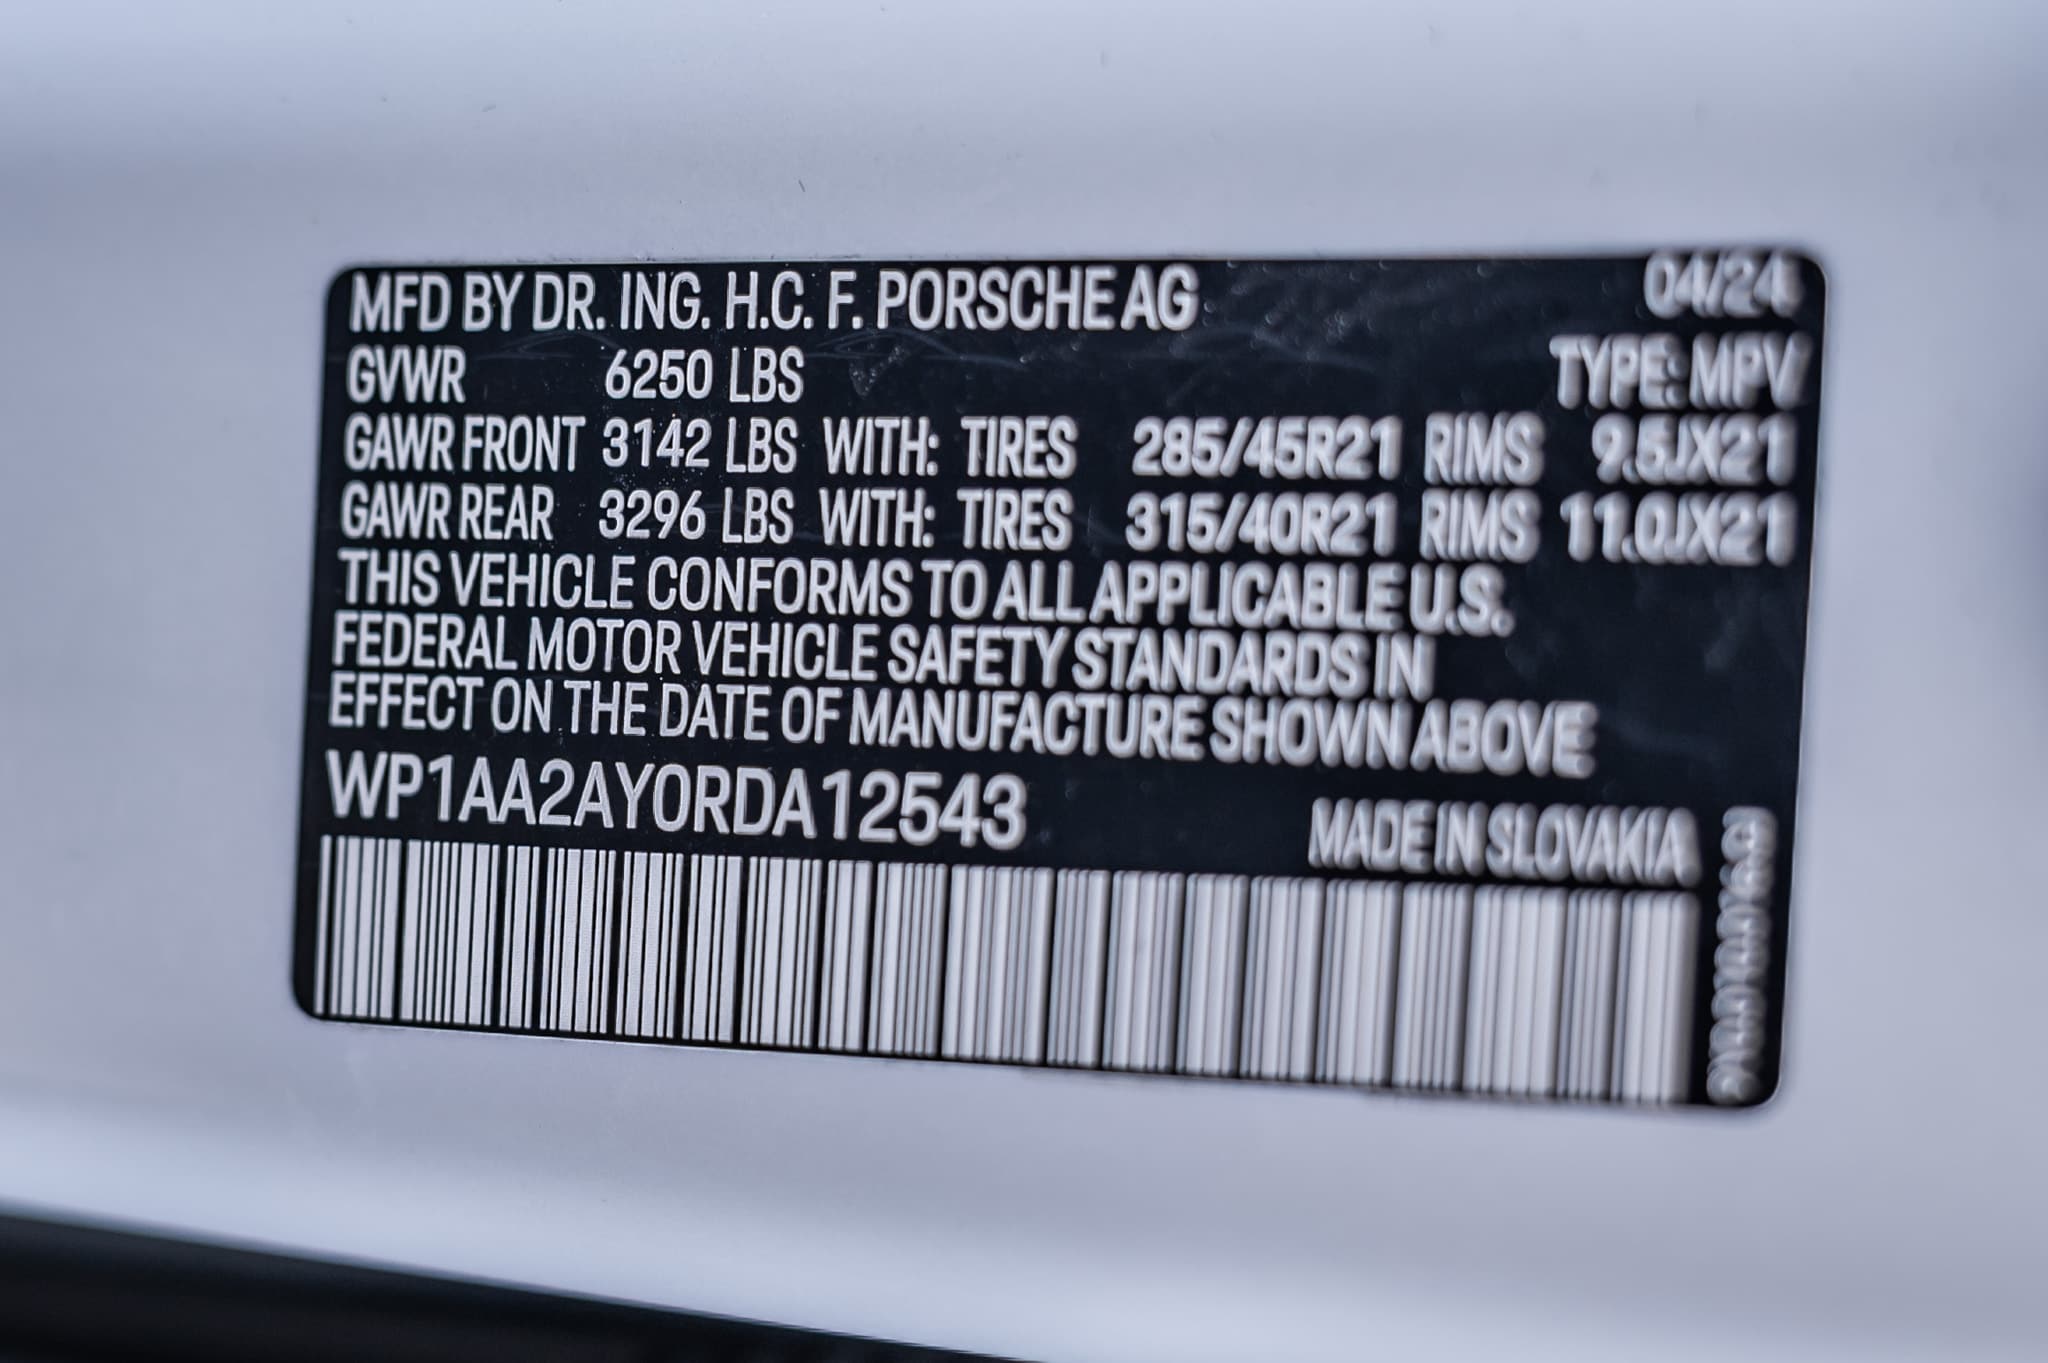 MFD BY DR. ING. H.C. F. PORSCHE AG 04/24
GVWR 6250 LBS TYPE: MPV
GAWR FRONT 3142 LBS WITH: TIRES 285/45R21 RIMS 9.5JX21
GAWR REAR 3296 LBS WITH: TIRES 315/40R21 RIMS 11.0JX21
THIS VEHICLE CONFORMS TO ALL APPLICABLE U.S.
FEDERAL MOTOR VEHICLE SAFETY STANDARDS IN
EFFECT ON THE DATE OF MANUFACTURE SHOWN ABOVE
WP1AA2AY0RDA12543
MADE IN SLOVAKIA